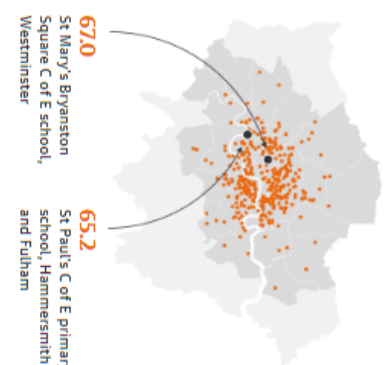 67.0
St Mary's Bryanston
Square C of E school,
Westminster
65.2
St Paul's C of E primar
school, Hammersmith
and Fulham